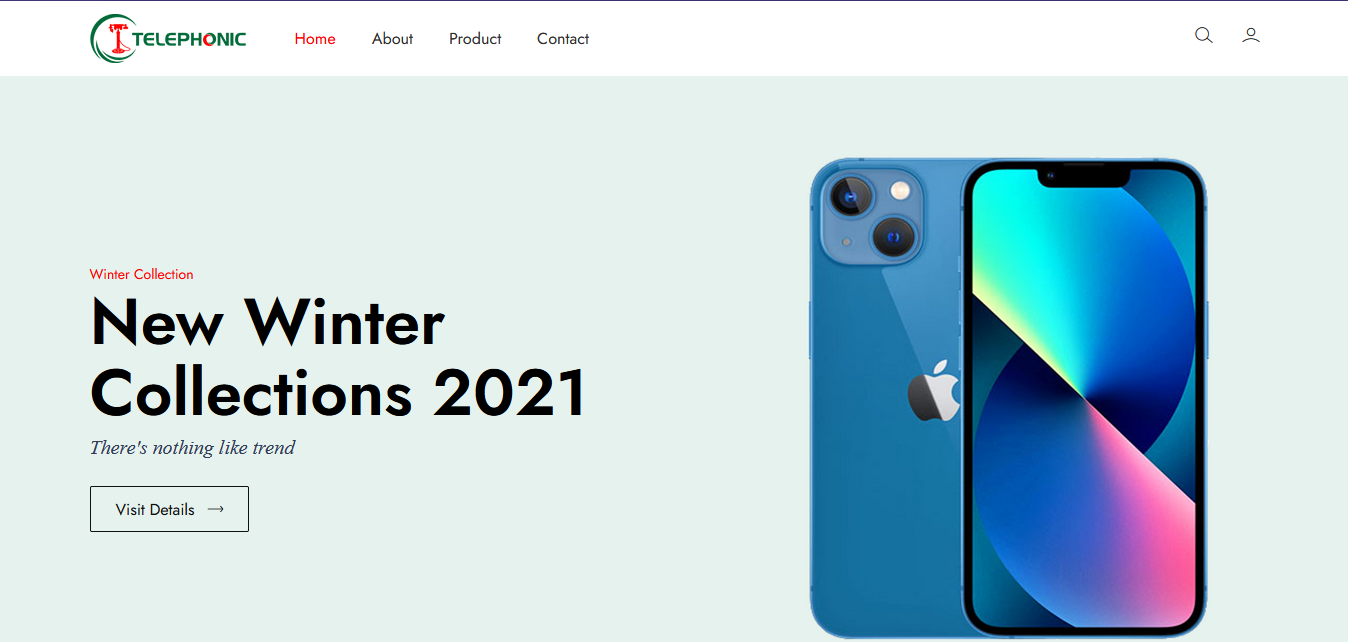 TELEPHONIC
Home About Product Contact
Winter Collection
New Winter
Collections 2021
There's nothing like trend
Visit Details →